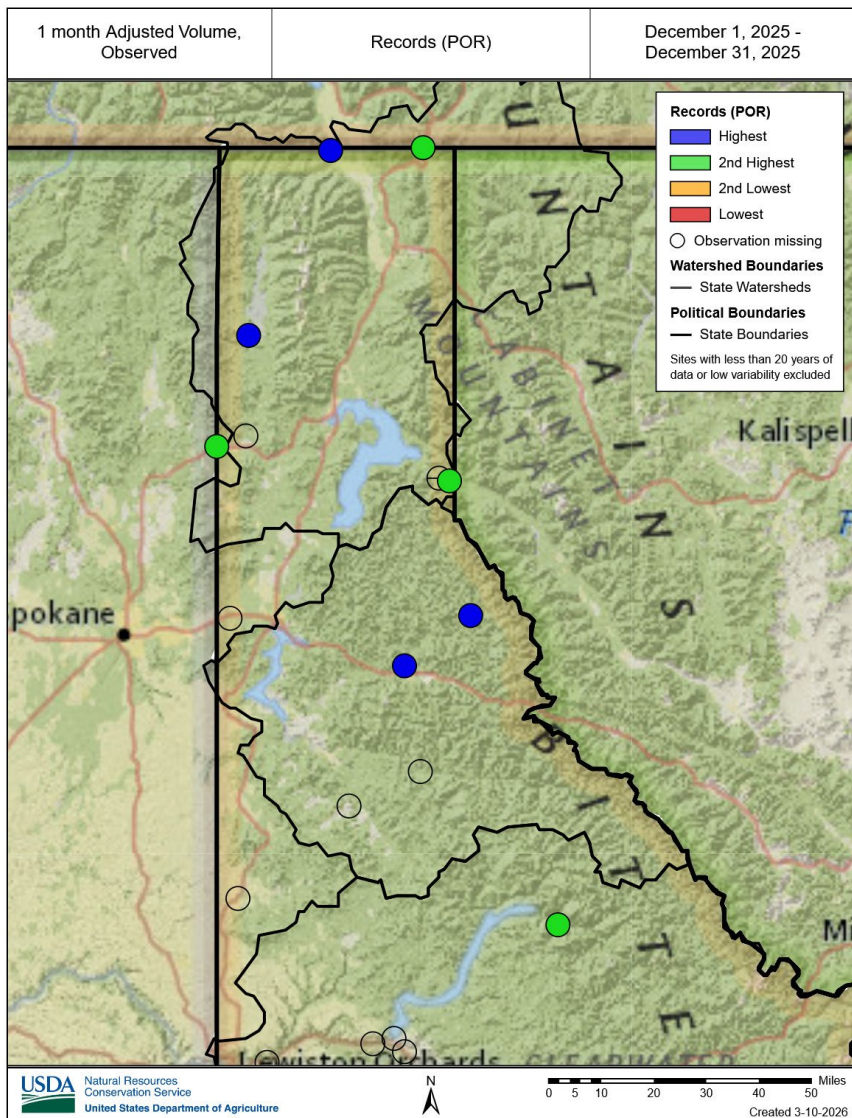 1 month Adjusted Volume,
Observed
Records (POR)
December 1, 2025 -
December 31, 2025
Records (POR)
Highest
2nd Highest
2nd Lowest
Lowest
Observation missing
Watershed Boundaries
State Watersheds
Political Boundaries
State Boundaries
Sites with less than 20 years of
data or low variability excluded
U N T A I N S
CABINET
MOUNTAINS
Kalispell
F
pokane
B I T T E
Mi
Lewiston Orchards
CLEARWATER
USDA
Natural Resources
Conservation Service
United States Department of Agriculture
N
0 5 10 20 30 40 50 Miles
Created 3-10-2026